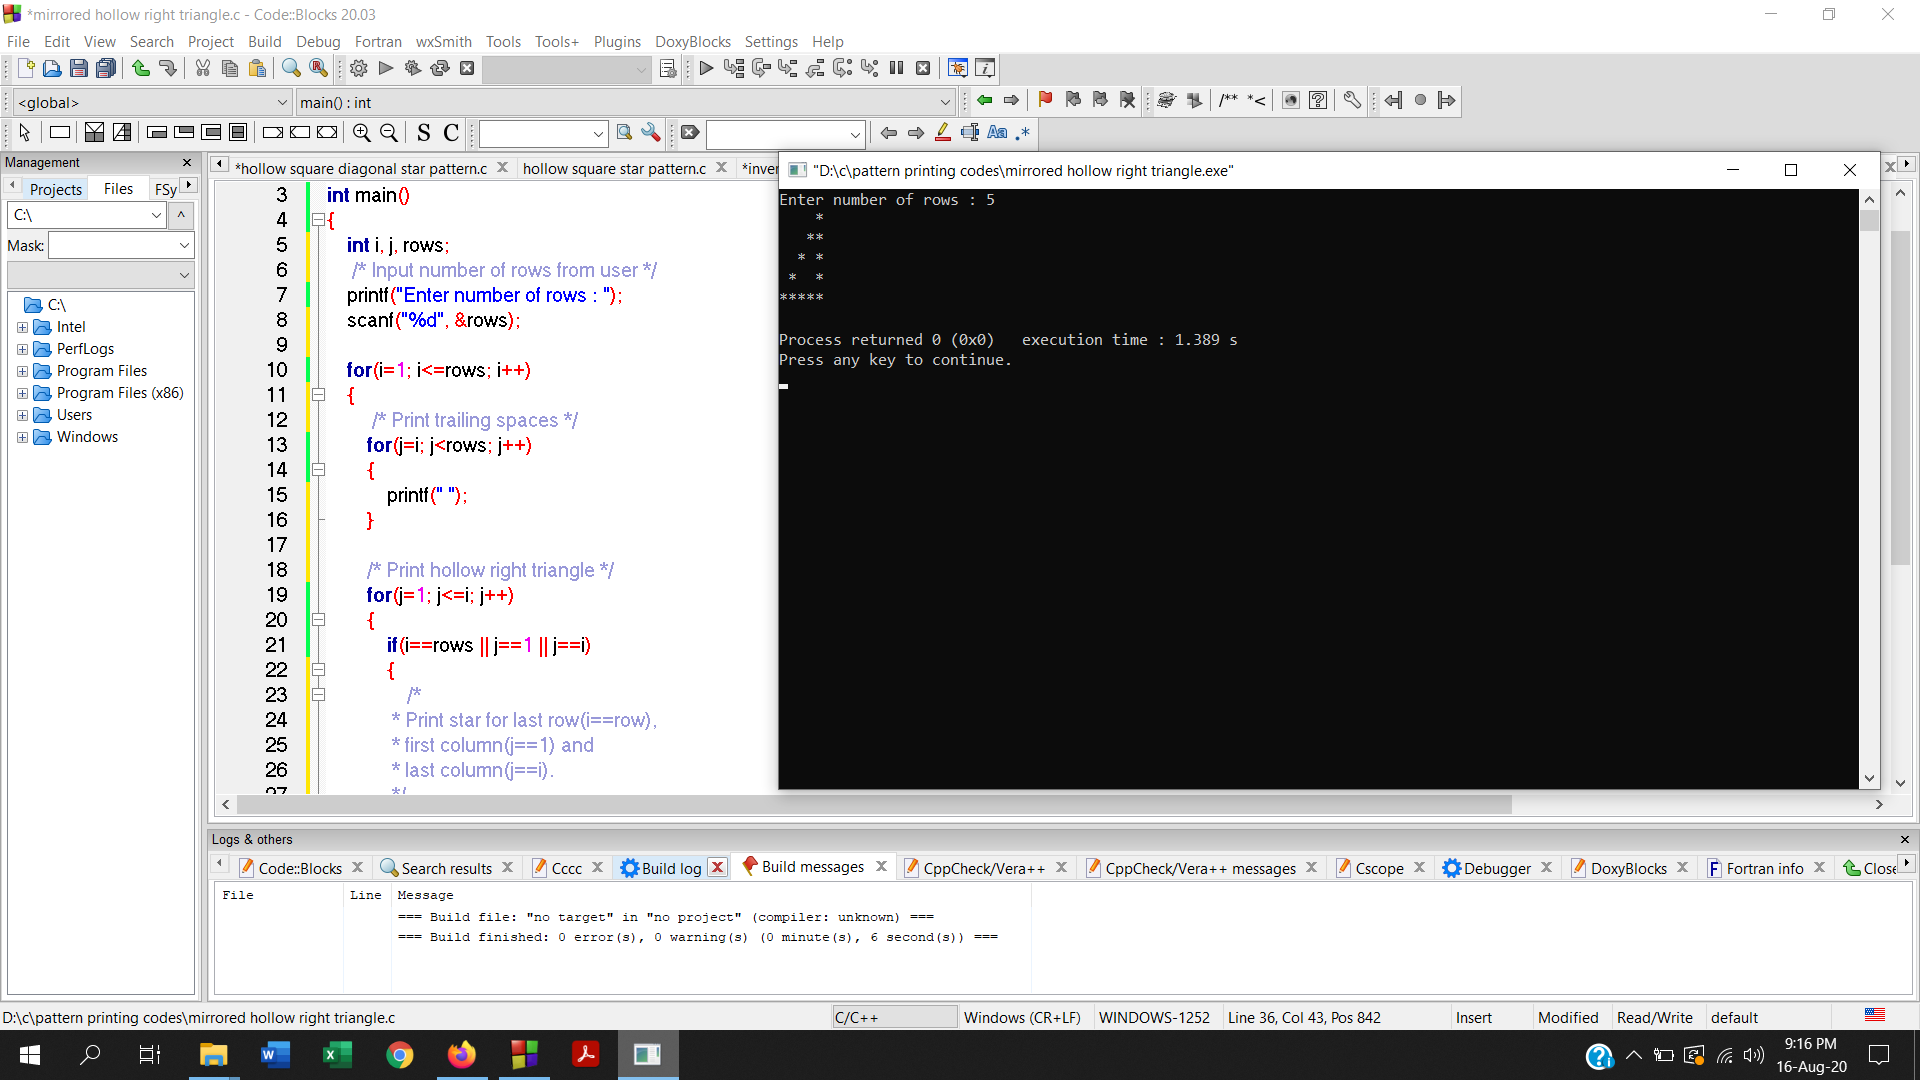 *mirrored hollow right triangle.c - Code::Blocks 20.03
File Edit View Search Project Build Debug Fortran wxSmith Tools Tools+ Plugins DoxyBlocks Settings Help
<global> main() : int
/** *<
S C
Aa .*
Management
Projects Files FSy
C:\
Mask:
C:\
Intel
PerfLogs
Program Files
Program Files (x86)
Users
Windows
*hollow square diagonal star pattern.c hollow square star pattern.c *inver
3 int main()
4 {
5 int i, j, rows;
6 /* Input number of rows from user */
7 printf("Enter number of rows : ");
8 scanf("%d", &rows);
9
10 for(i=1; i<=rows; i++)
11 {
12 /* Print trailing spaces */
13 for(j=i; j<rows; j++)
14 {
15 printf(" ");
16 }
17
18 /* Print hollow right triangle */
19 for(j=1; j<=i; j++)
20 {
21 if(i==rows || j==1 || j==i)
22 {
23 /*
24 * Print star for last row(i==row),
25 * first column(j==1) and
26 * last column(j==i).
27 */
"D:\c\pattern printing codes\mirrored hollow right triangle.exe"
Enter number of rows : 5
    *
   **
  * *
 *  *
*****
Process returned 0 (0x0)   execution time : 1.389 s
Press any key to continue.
Logs & others
Code::Blocks Search results Cccc Build log Build messages CppCheck/Vera++ CppCheck/Vera++ messages Cscope Debugger DoxyBlocks Fortran info Close
File Line Message
=== Build file: "no target" in "no project" (compiler: unknown) ===
=== Build finished: 0 error(s), 0 warning(s) (0 minute(s), 6 second(s)) ===
D:\c\pattern printing codes\mirrored hollow right triangle.c C/C++ Windows (CR+LF) WINDOWS-1252 Line 36, Col 43, Pos 842 Insert Modified Read/Write default
9:16 PM
16-Aug-20